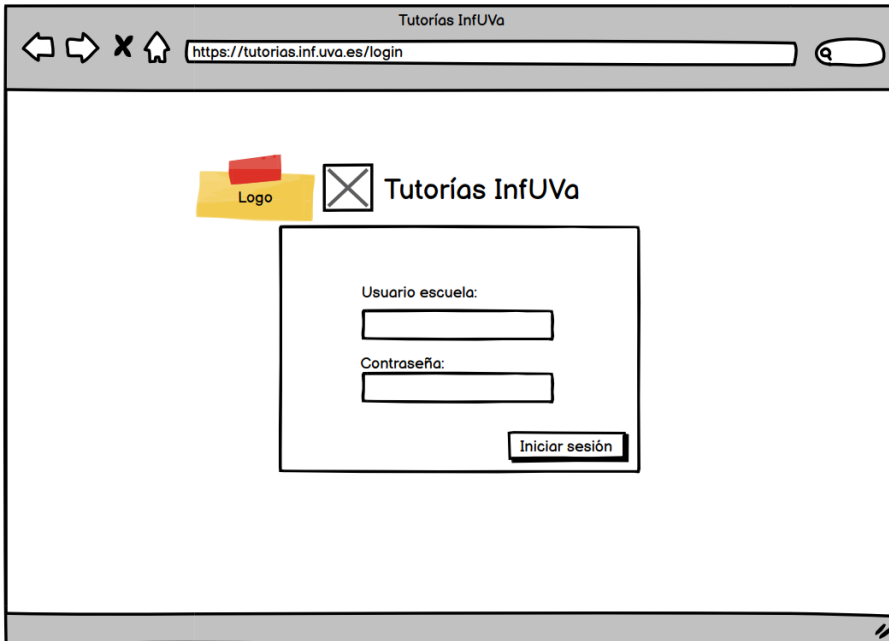 Tutorías InfUVa
https://tutorias.inf.uva.es/login
Logo
Tutorías InfUVa
Usuario escuela:
Contraseña:
Iniciar sesión